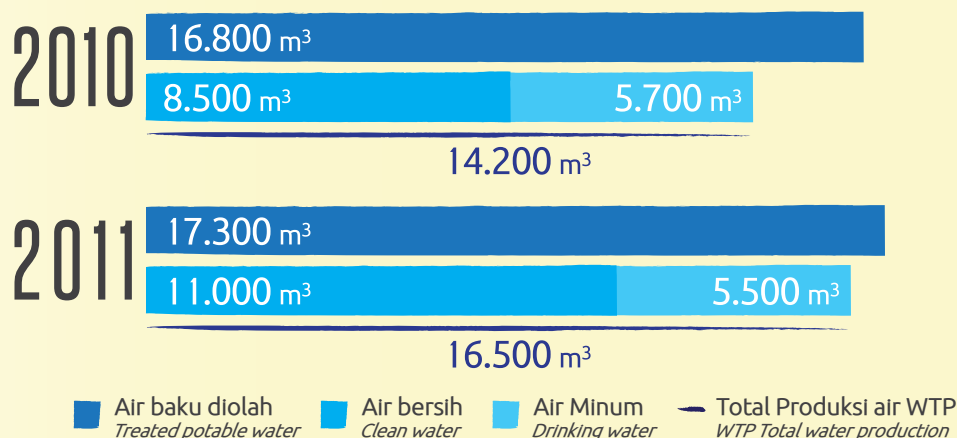 2010
16.800 m³
8.500 m³ 5.700 m³
14.200 m³
2011
17.300 m³
11.000 m³ 5.500 m³
16.500 m³
Air baku diolah Air bersih Air Minum Total Produksi air WTP
Treated potable water Clean water Drinking water WTP Total water production